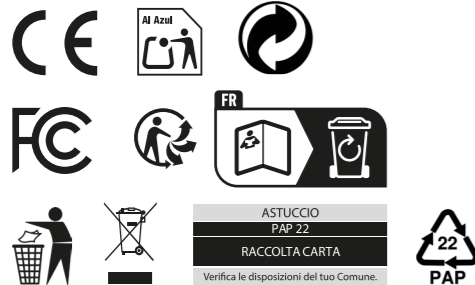 CE
Al Azul
FC
FR
ASTUCCIO
PAP 22
RACCOLTA CARTA
Verifica le disposizioni del tuo Comune.
22
PAP